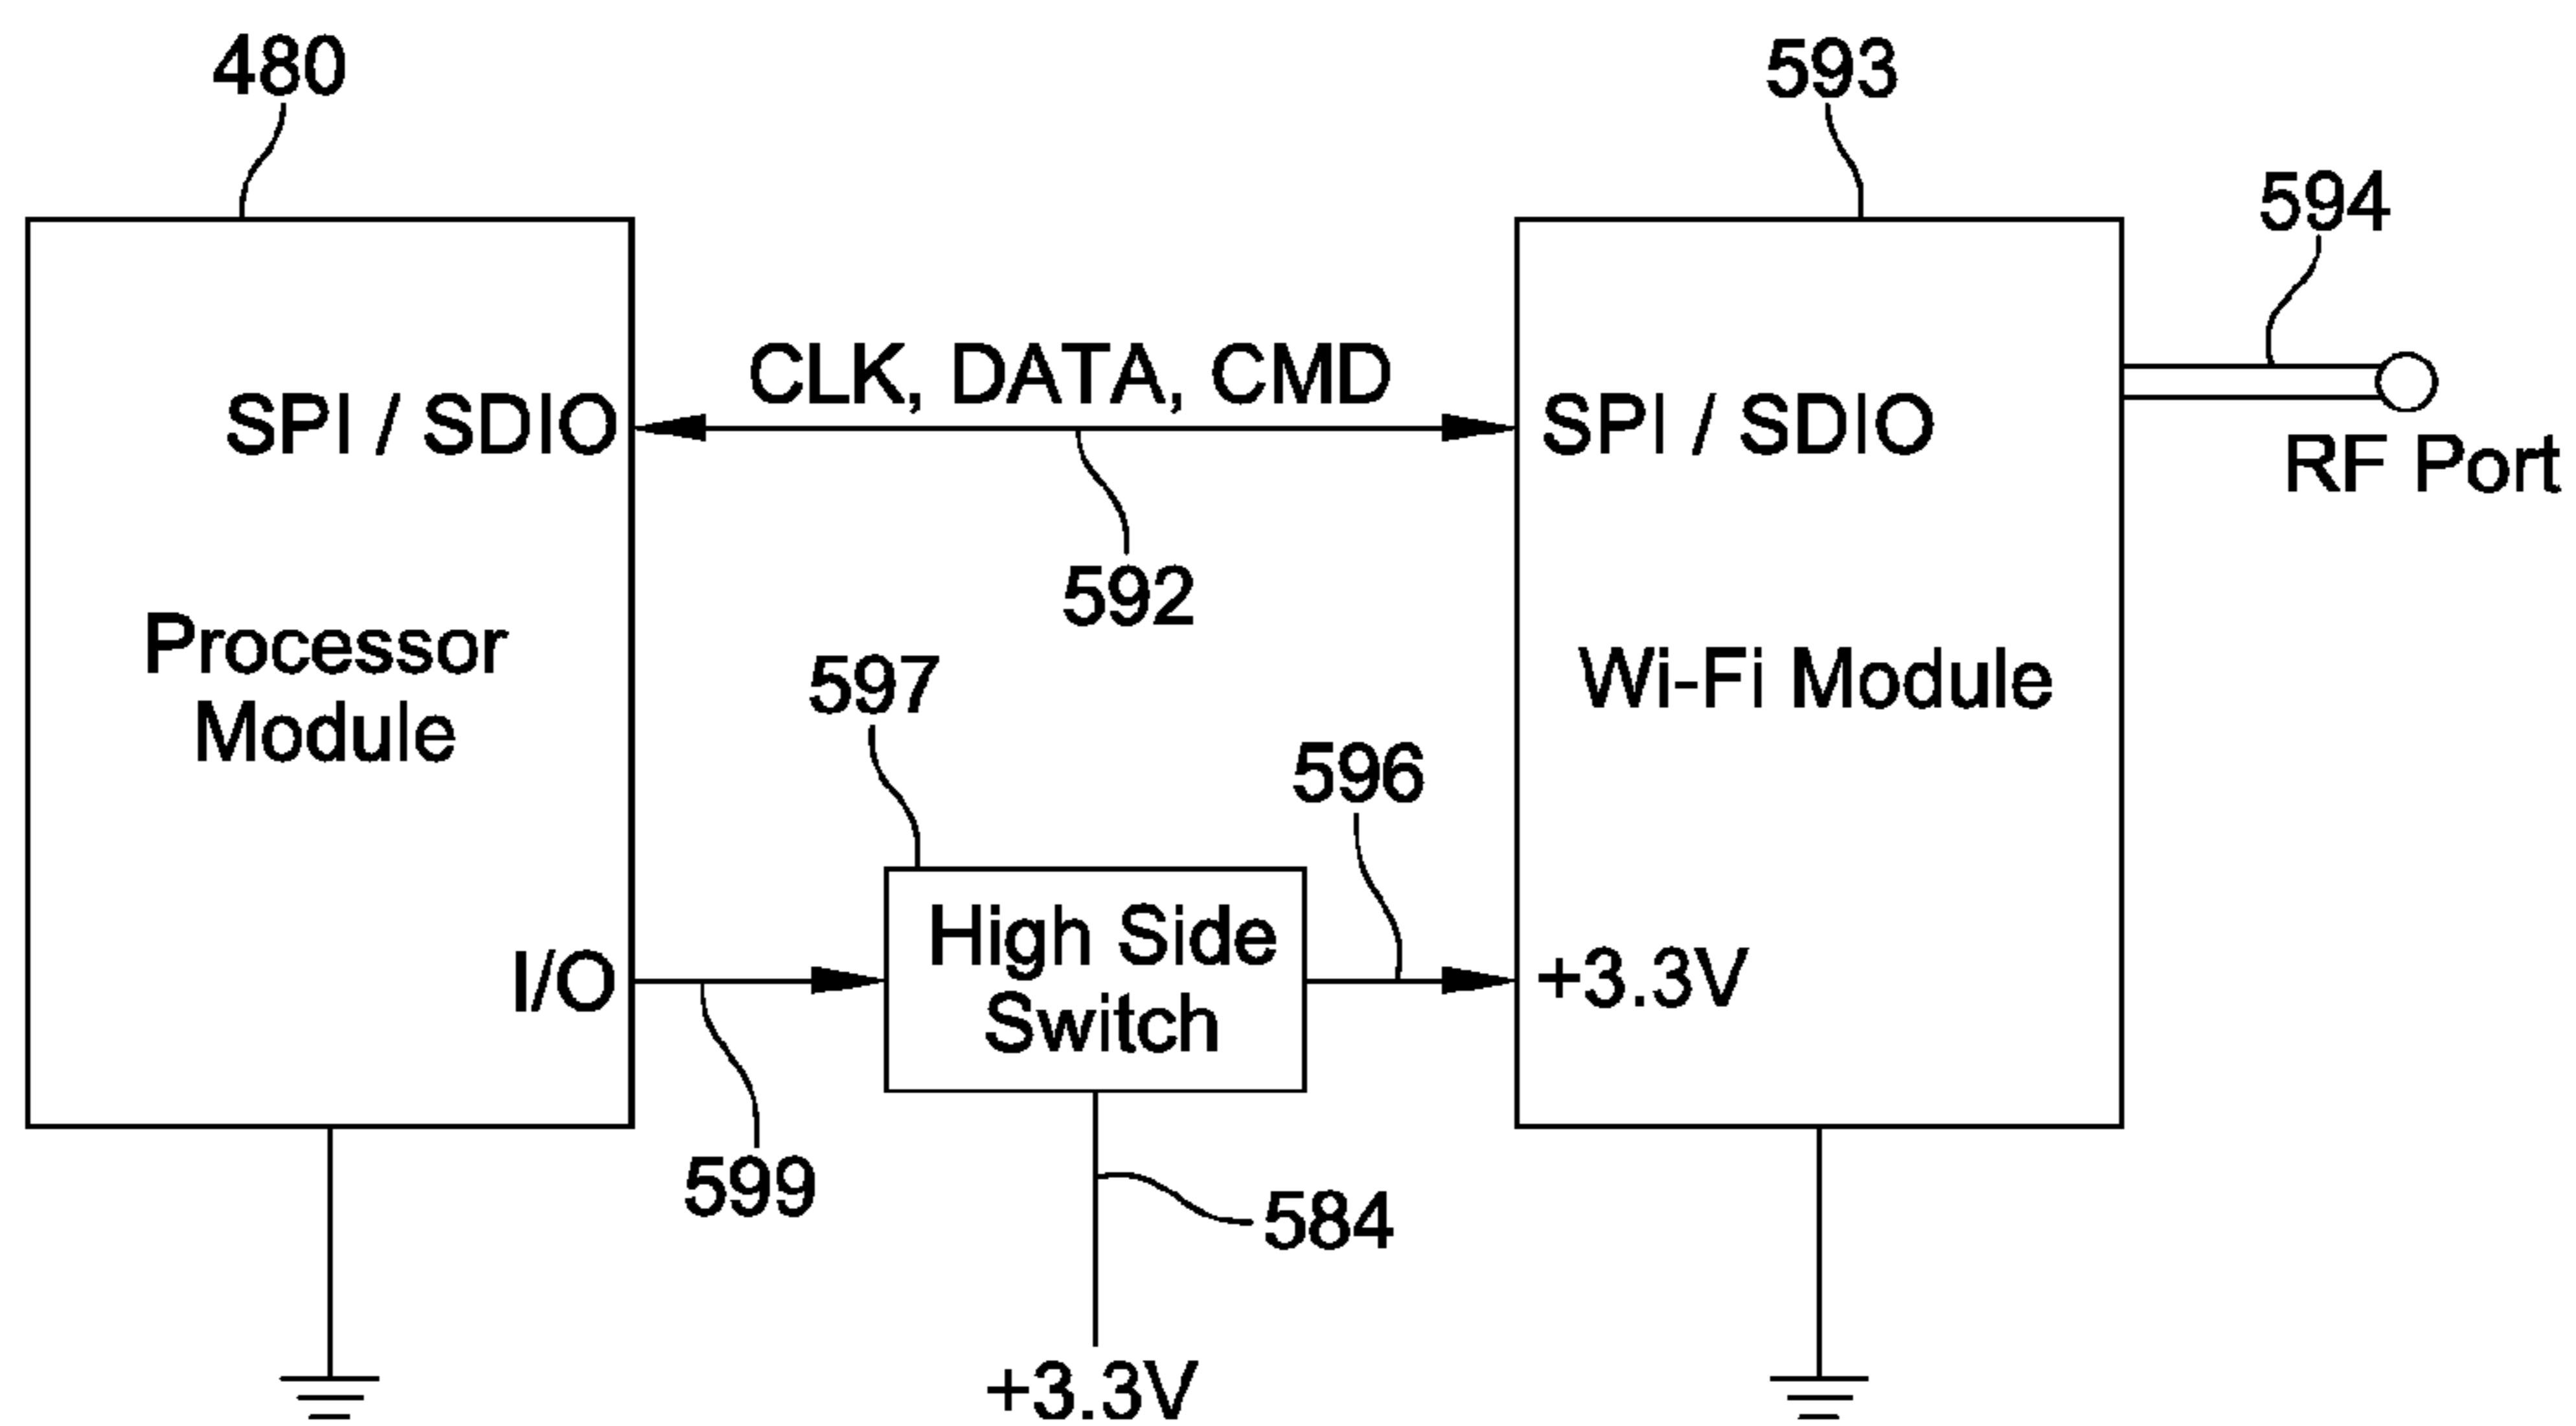 480
593
594
CLK, DATA, CMD
SPI / SDIO
SPI / SDIO
RF Port
592
Processor
Module
Wi-Fi Module
597
596
High Side
Switch
I/O
+3.3V
599
584
+3.3V